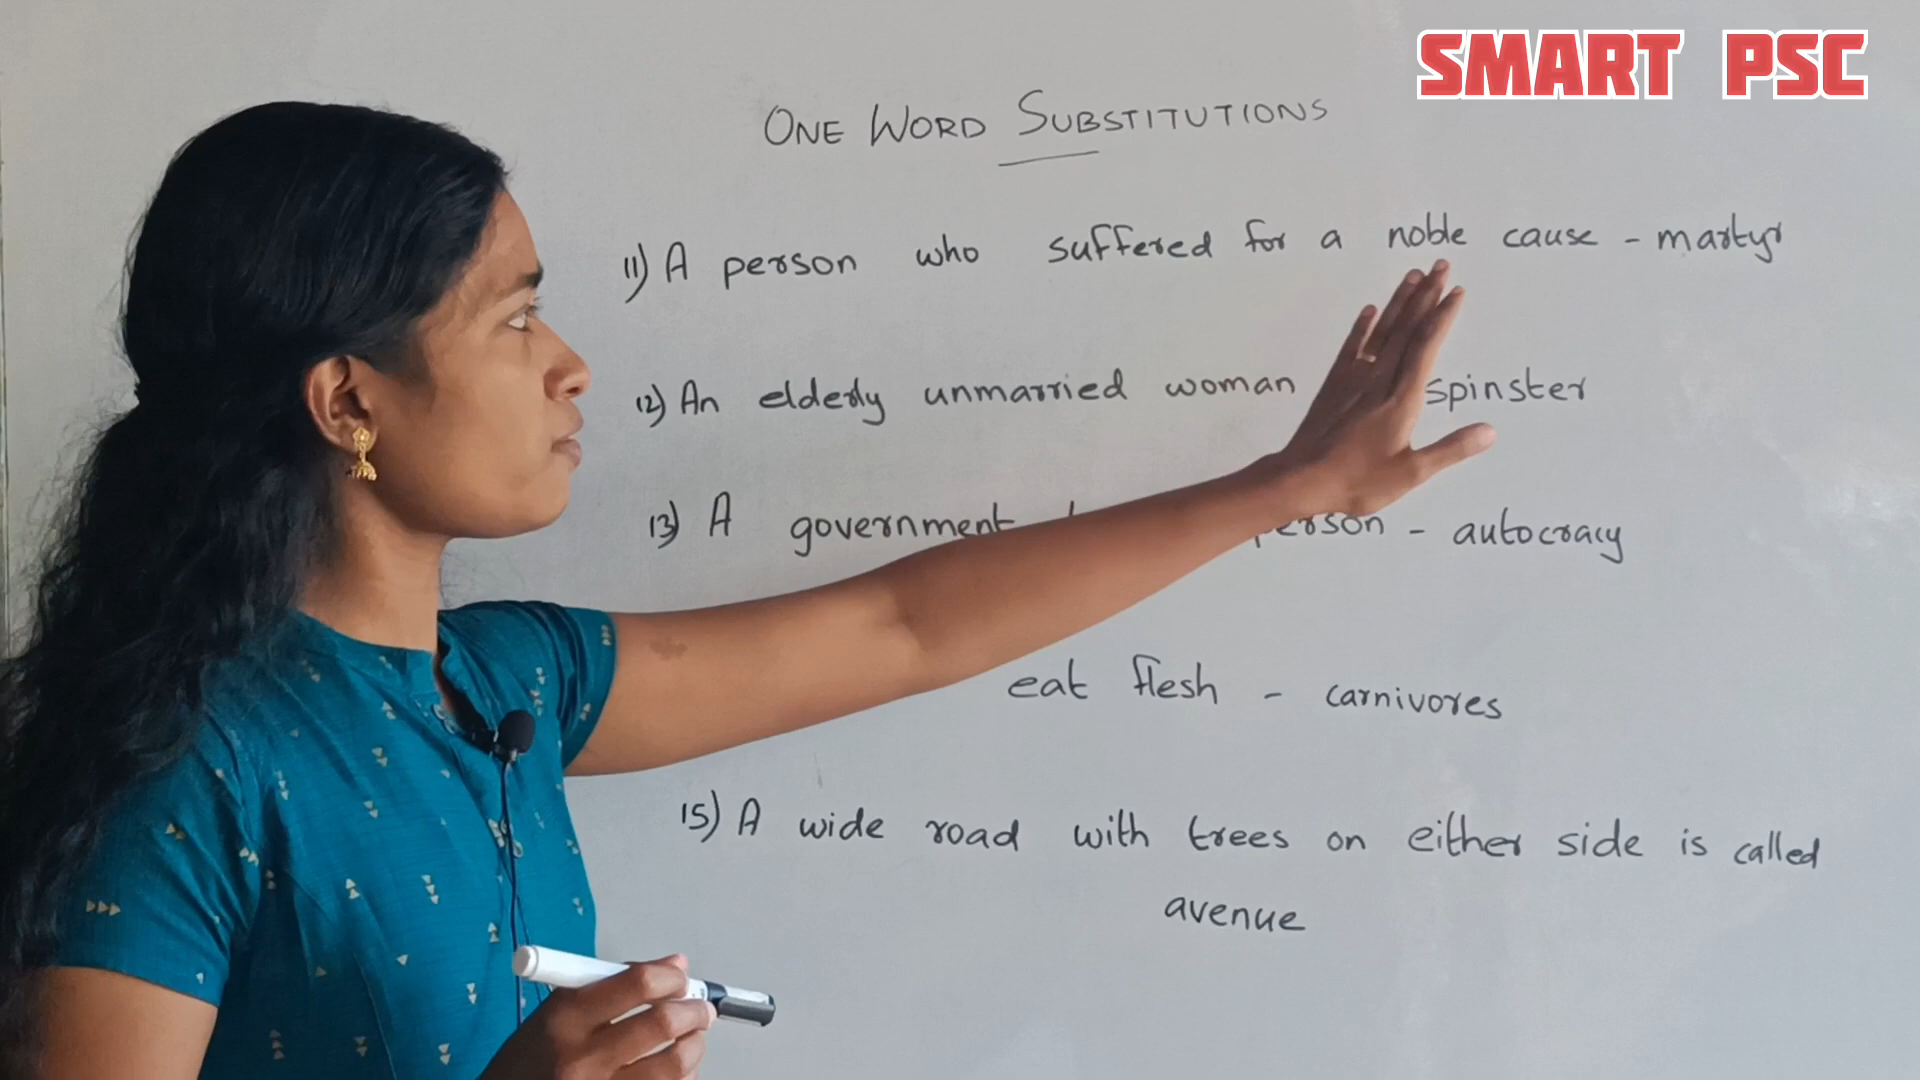 SMART PSC
ONE WORD SUBSTITUTIONS
11) A person who suffered for a noble cause - martyr
12) An elderly unmarried woman spinster
13) A government person - autocracy
eat flesh - carnivores
15) A wide road with trees on either side is called
avenue